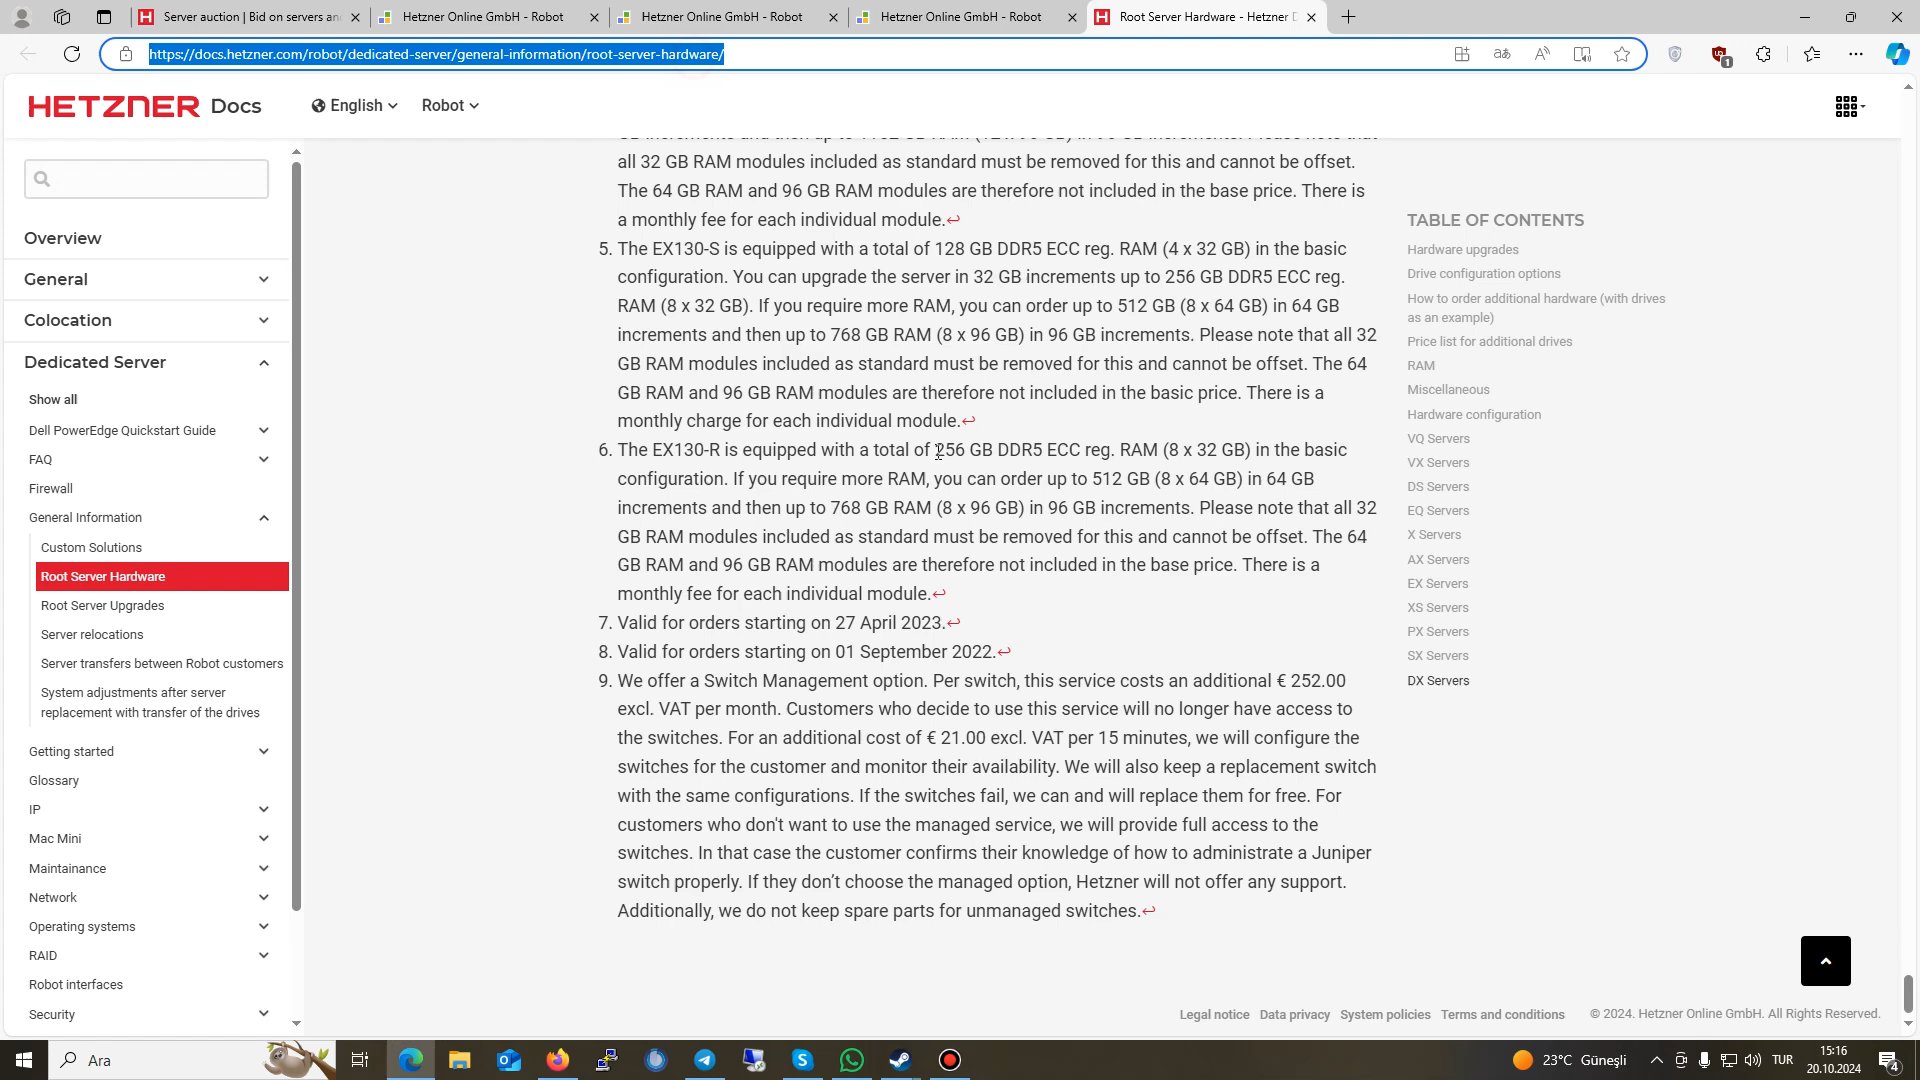 Server auction | Bid on servers an
Hetzner Online GmbH - Robot
Hetzner Online GmbH - Robot
Hetzner Online GmbH - Robot
Root Server Hardware - Hetzner D
https://docs.hetzner.com/robot/dedicated-server/general-information/root-server-hardware/
HETZNER Docs
English
Robot
Overview
General
Colocation
Dedicated Server
Show all
Dell PowerEdge Quickstart Guide
FAQ
Firewall
General Information
Custom Solutions
Root Server Hardware
Root Server Upgrades
Server relocations
Server transfers between Robot customers
System adjustments after server
replacement with transfer of the drives
Getting started
Glossary
IP
Mac Mini
Maintainance
Network
Operating systems
RAID
Robot interfaces
Security
all 32 GB RAM modules included as standard must be removed for this and cannot be offset.
The 64 GB RAM and 96 GB RAM modules are therefore not included in the base price. There is
a monthly fee for each individual module.↩
5. The EX130-S is equipped with a total of 128 GB DDR5 ECC reg. RAM (4 x 32 GB) in the basic
configuration. You can upgrade the server in 32 GB increments up to 256 GB DDR5 ECC reg.
RAM (8 x 32 GB). If you require more RAM, you can order up to 512 GB (8 x 64 GB) in 64 GB
increments and then up to 768 GB RAM (8 x 96 GB) in 96 GB increments. Please note that all 32
GB RAM modules included as standard must be removed for this and cannot be offset. The 64
GB RAM and 96 GB RAM modules are therefore not included in the basic price. There is a
monthly charge for each individual module.↩
6. The EX130-R is equipped with a total of 256 GB DDR5 ECC reg. RAM (8 x 32 GB) in the basic
configuration. If you require more RAM, you can order up to 512 GB (8 x 64 GB) in 64 GB
increments and then up to 768 GB RAM (8 x 96 GB) in 96 GB increments. Please note that all 32
GB RAM modules included as standard must be removed for this and cannot be offset. The 64
GB RAM and 96 GB RAM modules are therefore not included in the base price. There is a
monthly fee for each individual module.↩
7. Valid for orders starting on 27 April 2023.↩
8. Valid for orders starting on 01 September 2022.↩
9. We offer a Switch Management option. Per switch, this service costs an additional € 252.00
excl. VAT per month. Customers who decide to use this service will no longer have access to
the switches. For an additional cost of € 21.00 excl. VAT per 15 minutes, we will configure the
switches for the customer and monitor their availability. We will also keep a replacement switch
with the same configurations. If the switches fail, we can and will replace them for free. For
customers who don't want to use the managed service, we will provide full access to the
switches. In that case the customer confirms their knowledge of how to administrate a Juniper
switch properly. If they don't choose the managed option, Hetzner will not offer any support.
Additionally, we do not keep spare parts for unmanaged switches.↩
TABLE OF CONTENTS
Hardware upgrades
Drive configuration options
How to order additional hardware (with drives
as an example)
Price list for additional drives
RAM
Miscellaneous
Hardware configuration
VQ Servers
VX Servers
DS Servers
EQ Servers
X Servers
AX Servers
EX Servers
XS Servers
PX Servers
SX Servers
DX Servers
Legal notice Data privacy System policies Terms and conditions © 2024. Hetzner Online GmbH. All Rights Reserved.
Ara
23°C Güneşli
TUR
15:16
20.10.2024
4